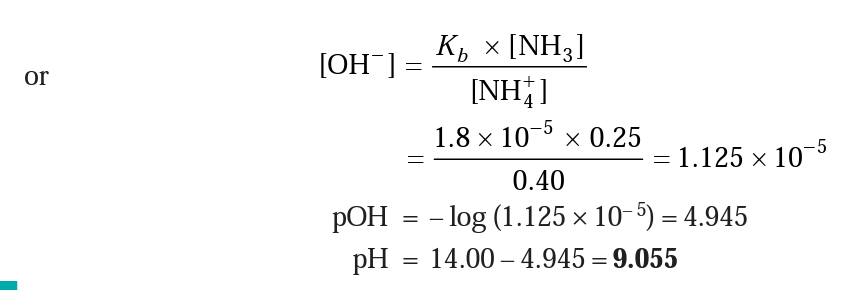 or [OH⁻] = K_b × [NH₃] / [NH₄⁺]
= 1.8 × 10⁻⁵ × 0.25 / 0.40 = 1.125 × 10⁻⁵
pOH = – log (1.125 × 10⁻⁵) = 4.945
pH = 14.00 – 4.945 = 9.055